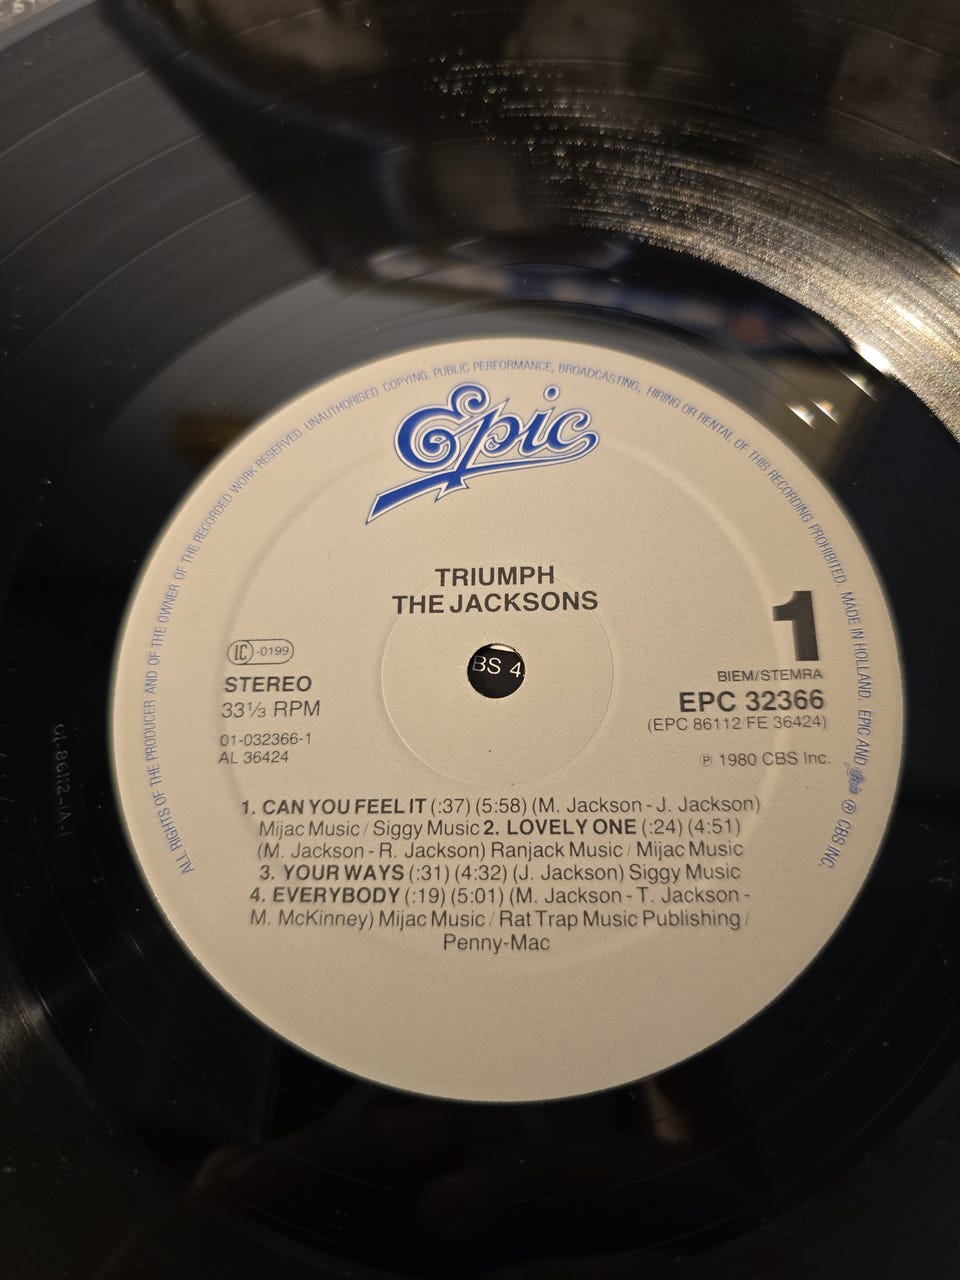 ALL RIGHTS OF THE PRODUCER AND OF THE OWNER OF THE RECORDED WORK RESERVED. UNAUTHORISED COPYING, PUBLIC PERFORMANCE, BROADCASTING, HIRING OR RENTAL OF THIS RECORDING PROHIBITED. MADE IN HOLLAND. EPIC AND Epic ® CBS INC.
Epic
TRIUMPH
THE JACKSONS
1
BIEM/STEMRA
EPC 32366
(EPC 86112/FE 36424)
℗ 1980 CBS Inc.
LC-0199
STEREO
33 1/3 RPM
01-032366-1
AL 36424
BS 4
1. CAN YOU FEEL IT (:37) (5:58) (M. Jackson - J. Jackson)
Mijac Music / Siggy Music 2. LOVELY ONE (:24) (4:51)
(M. Jackson - R. Jackson) Ranjack Music / Mijac Music
3. YOUR WAYS (:31) (4:32) (J. Jackson) Siggy Music
4. EVERYBODY (:19) (5:01) (M. Jackson - T. Jackson -
M. McKinney) Mijac Music / Rat Trap Music Publishing /
Penny-Mac